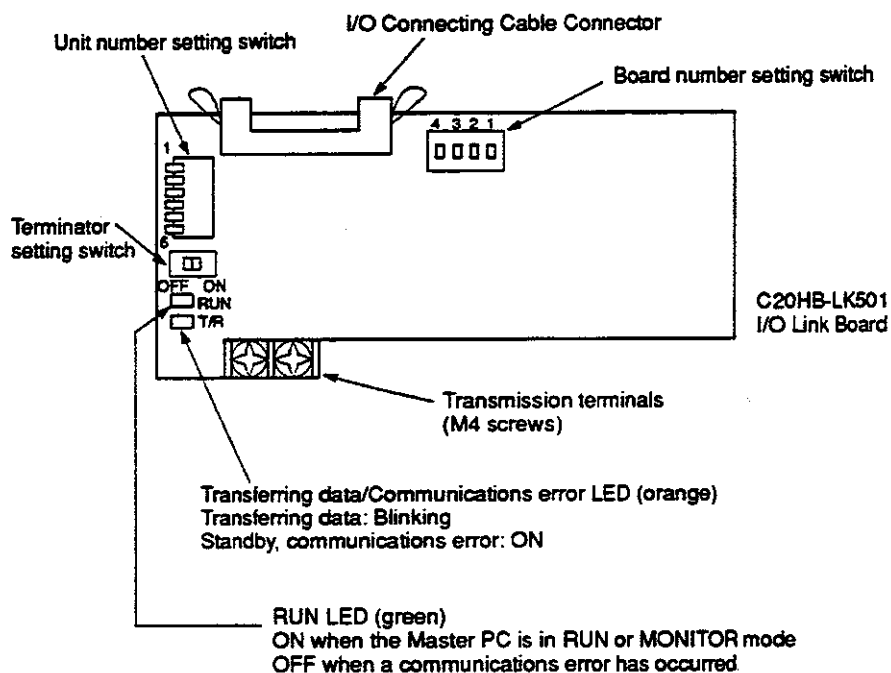 I/O Connecting Cable Connector
Unit number setting switch
Board number setting switch
4 3 2 1
1
6
Terminator
setting switch
OFF ON
RUN
T/R
C20HB-LK501
I/O Link Board
Transmission terminals
(M4 screws)
Transferring data/Communications error LED (orange)
Transferring data: Blinking
Standby, communications error: ON
RUN LED (green)
ON when the Master PC is in RUN or MONITOR mode
OFF when a communications error has occurred